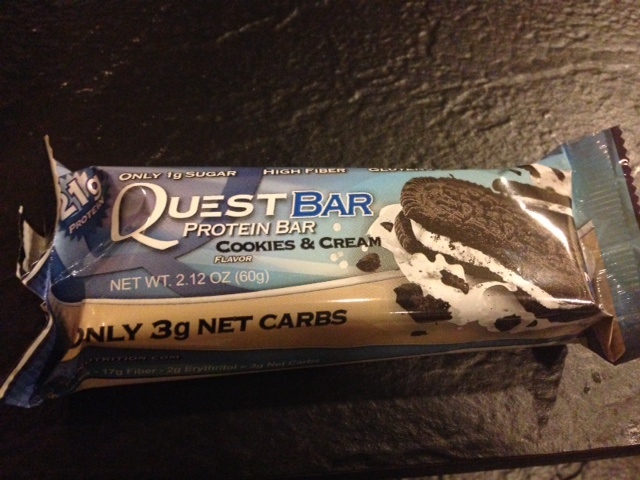 ONLY 1g SUGAR HIGH FIBER
21g
PROTEIN
QUEST BAR
PROTEIN BAR
COOKIES & CREAM
FLAVOR
NET WT. 2.12 OZ (60g)
ONLY 3g NET CARBS
- 17g Fiber - 2g Erythritol = 3g Net Carbs